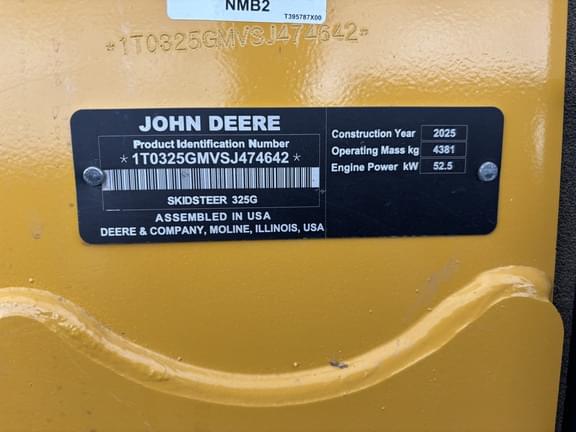 NMB2
T395787X00
*1T0325GMVSJ474642*
JOHN DEERE
Product Identification Number
*1T0325GMVSJ474642*
SKIDSTEER 325G
ASSEMBLED IN USA
DEERE & COMPANY, MOLINE, ILLINOIS, USA
Construction Year 2025
Operating Mass kg 4381
Engine Power kW 52.5